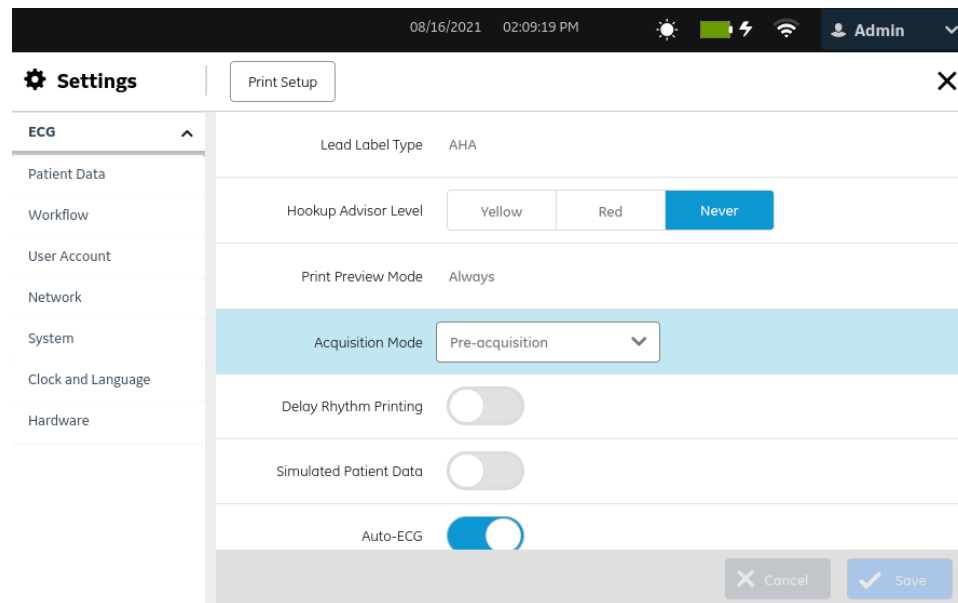 08/16/2021 02:09:19 PM Admin
Settings Print Setup
ECG
Patient Data
Workflow
User Account
Network
System
Clock and Language
Hardware
Lead Label Type AHA
Hookup Advisor Level Yellow Red Never
Print Preview Mode Always
Acquisition Mode Pre-acquisition
Delay Rhythm Printing
Simulated Patient Data
Auto-ECG
Cancel Save